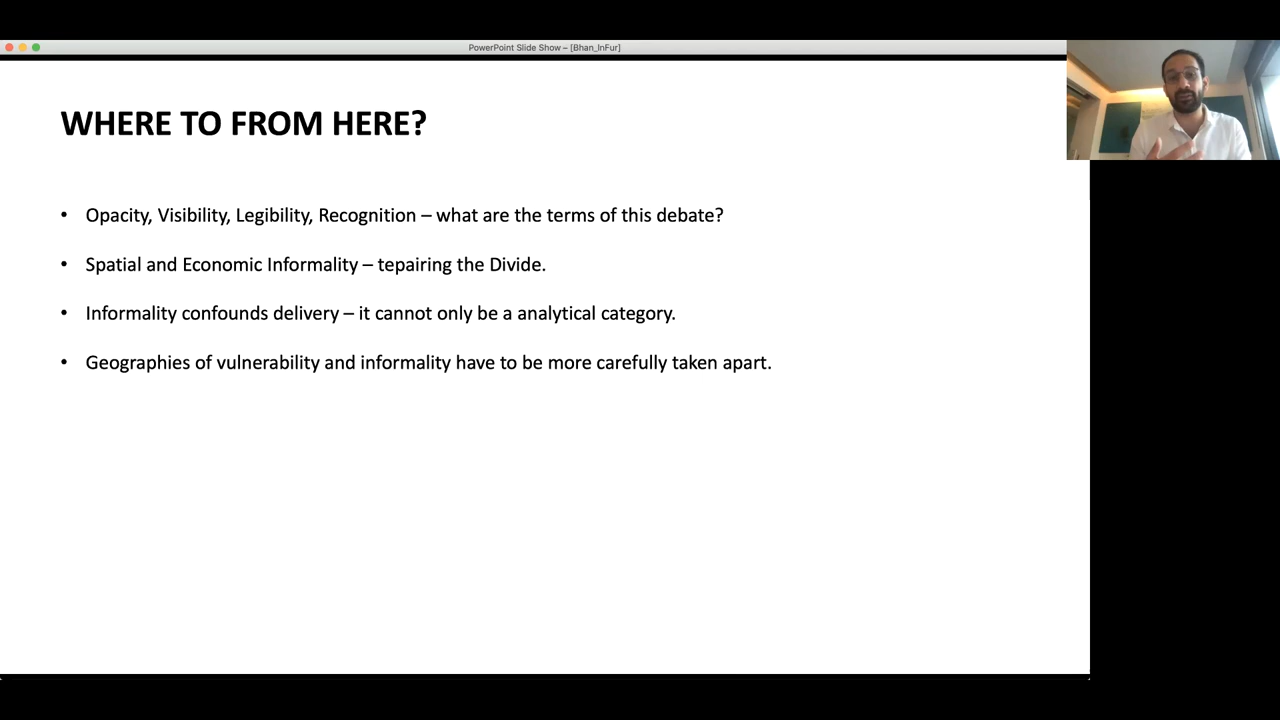 PowerPoint Slide Show – [Bhan_InFur]
WHERE TO FROM HERE?
• Opacity, Visibility, Legibility, Recognition – what are the terms of this debate?
• Spatial and Economic Informality – tepairing the Divide.
• Informality confounds delivery – it cannot only be a analytical category.
• Geographies of vulnerability and informality have to be more carefully taken apart.